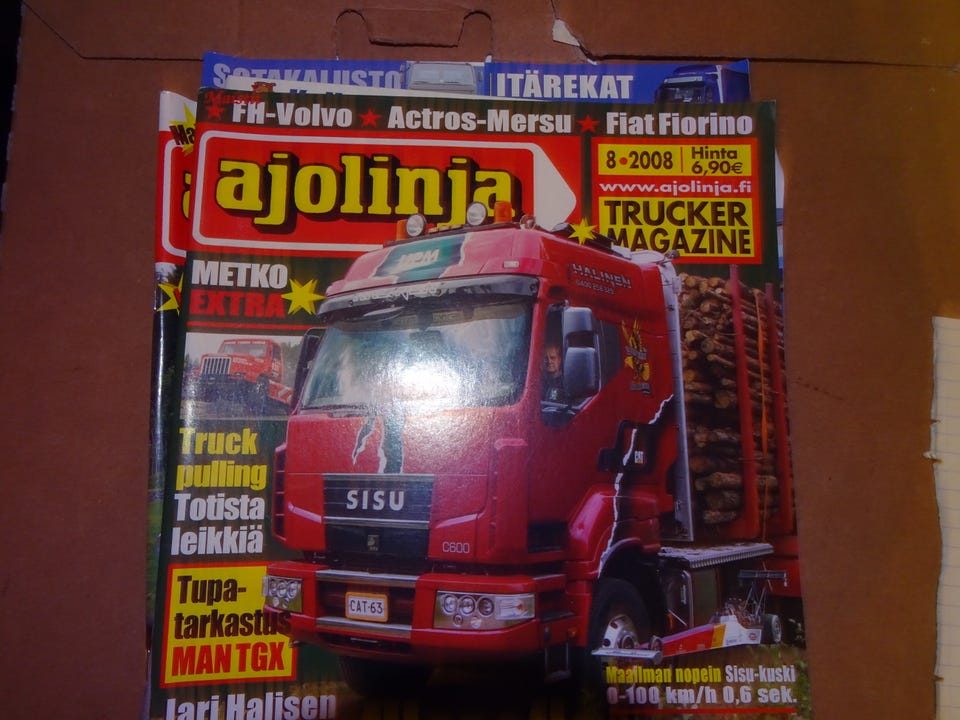 SOTAKALUSTO
ITÄREKAT
FH-Volvo ★ Actros-Mersu ★ Fiat Fiorino
ajolinja
8•2008
Hinta
6,90€
www.ajolinja.fi
TRUCKER
MAGAZINE
METKO
EXTRA
UPM
HALINEN
Truck
pulling
Totista
leikkiä
SISU
C600
CAT
CAT-63
Tupa-
tarkastus
MAN TGX
Maailman nopein Sisu-kuski
0-100 km/h 0,6 sek.
Jari Halisen